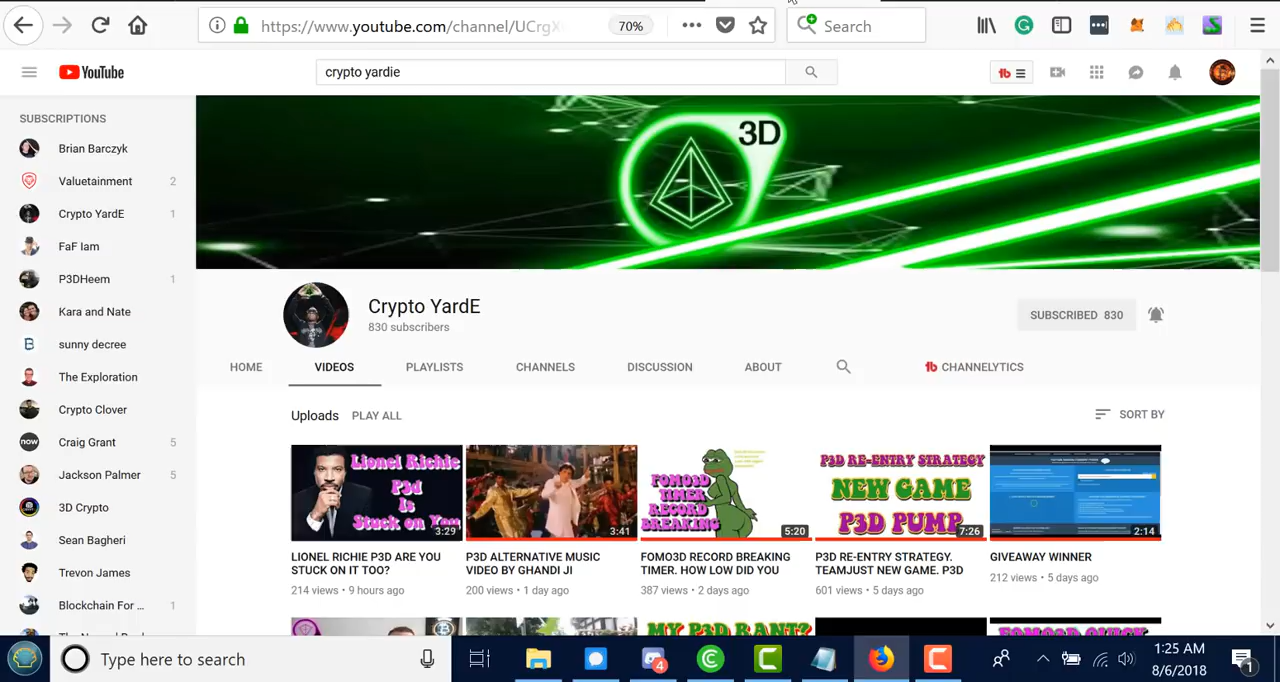 https://www.youtube.com/channel/UCrgX
70%
Search
YouTube
crypto yardie
SUBSCRIPTIONS
Brian Barczyk
Valuetainment 2
Crypto YardE 1
FaF Iam
P3DHeem 1
Kara and Nate
sunny decree
The Exploration
Crypto Clover
Craig Grant 5
Jackson Palmer 5
3D Crypto
Sean Bagheri
Trevon James
Blockchain For ... 1
3D
Crypto YardE
830 subscribers
SUBSCRIBED 830
HOME VIDEOS PLAYLISTS CHANNELS DISCUSSION ABOUT CHANNELYTICS
Uploads PLAY ALL
SORT BY
Lionel Richie
P3d
Is
Stuck on You
3:29
LIONEL RICHIE P3D ARE YOU
STUCK ON IT TOO?
214 views • 9 hours ago
3:41
P3D ALTERNATIVE MUSIC
VIDEO BY GHANDI JI
200 views • 1 day ago
FOMO3D
TIMER
RECORD
BREAKING
5:20
FOMO3D RECORD BREAKING
TIMER. HOW LOW DID YOU
387 views • 2 days ago
P3D RE-ENTRY STRATEGY
NEW GAME
P3D PUMP
7:26
P3D RE-ENTRY STRATEGY.
TEAMJUST NEW GAME. P3D
601 views • 5 days ago
2:14
GIVEAWAY WINNER
212 views • 5 days ago
MY P3D RANT?
Type here to search
4
1:25 AM
8/6/2018
1